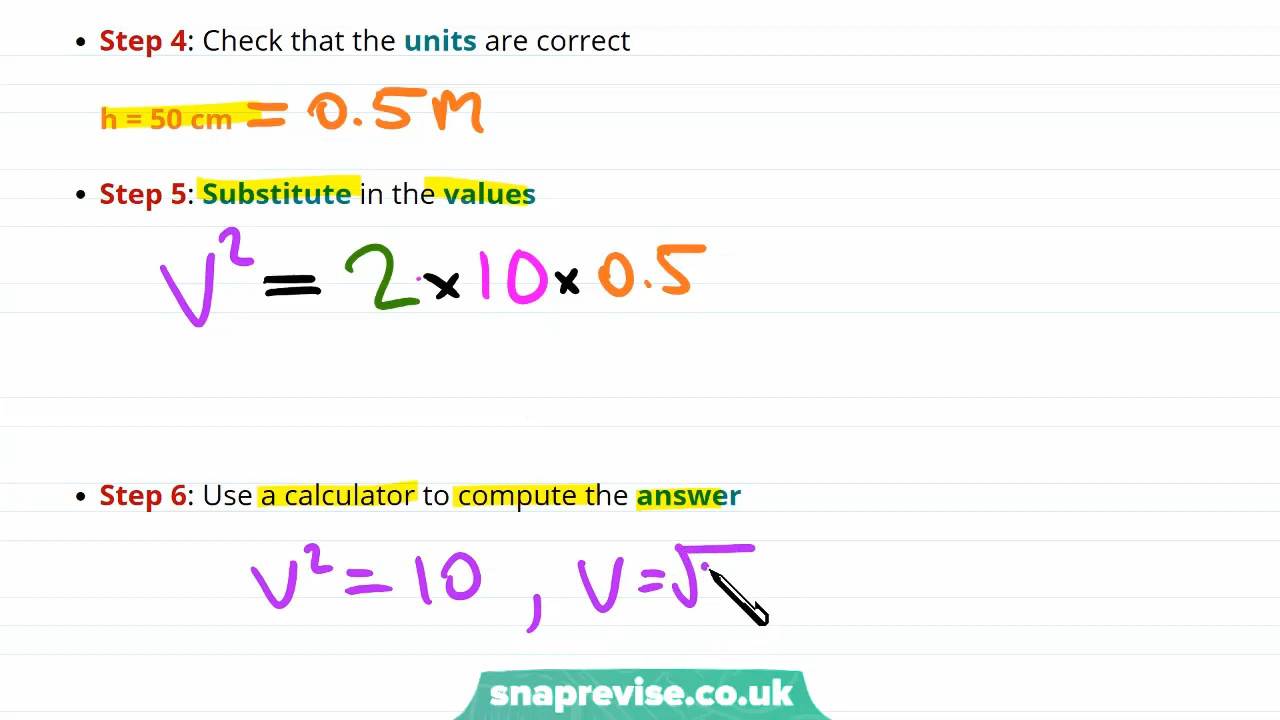 • Step 4: Check that the units are correct
h = 50 cm = 0.5 m
• Step 5: Substitute in the values
V² = 2 × 10 × 0.5
• Step 6: Use a calculator to compute the answer
V² = 10 , V = √
snaprevise.co.uk